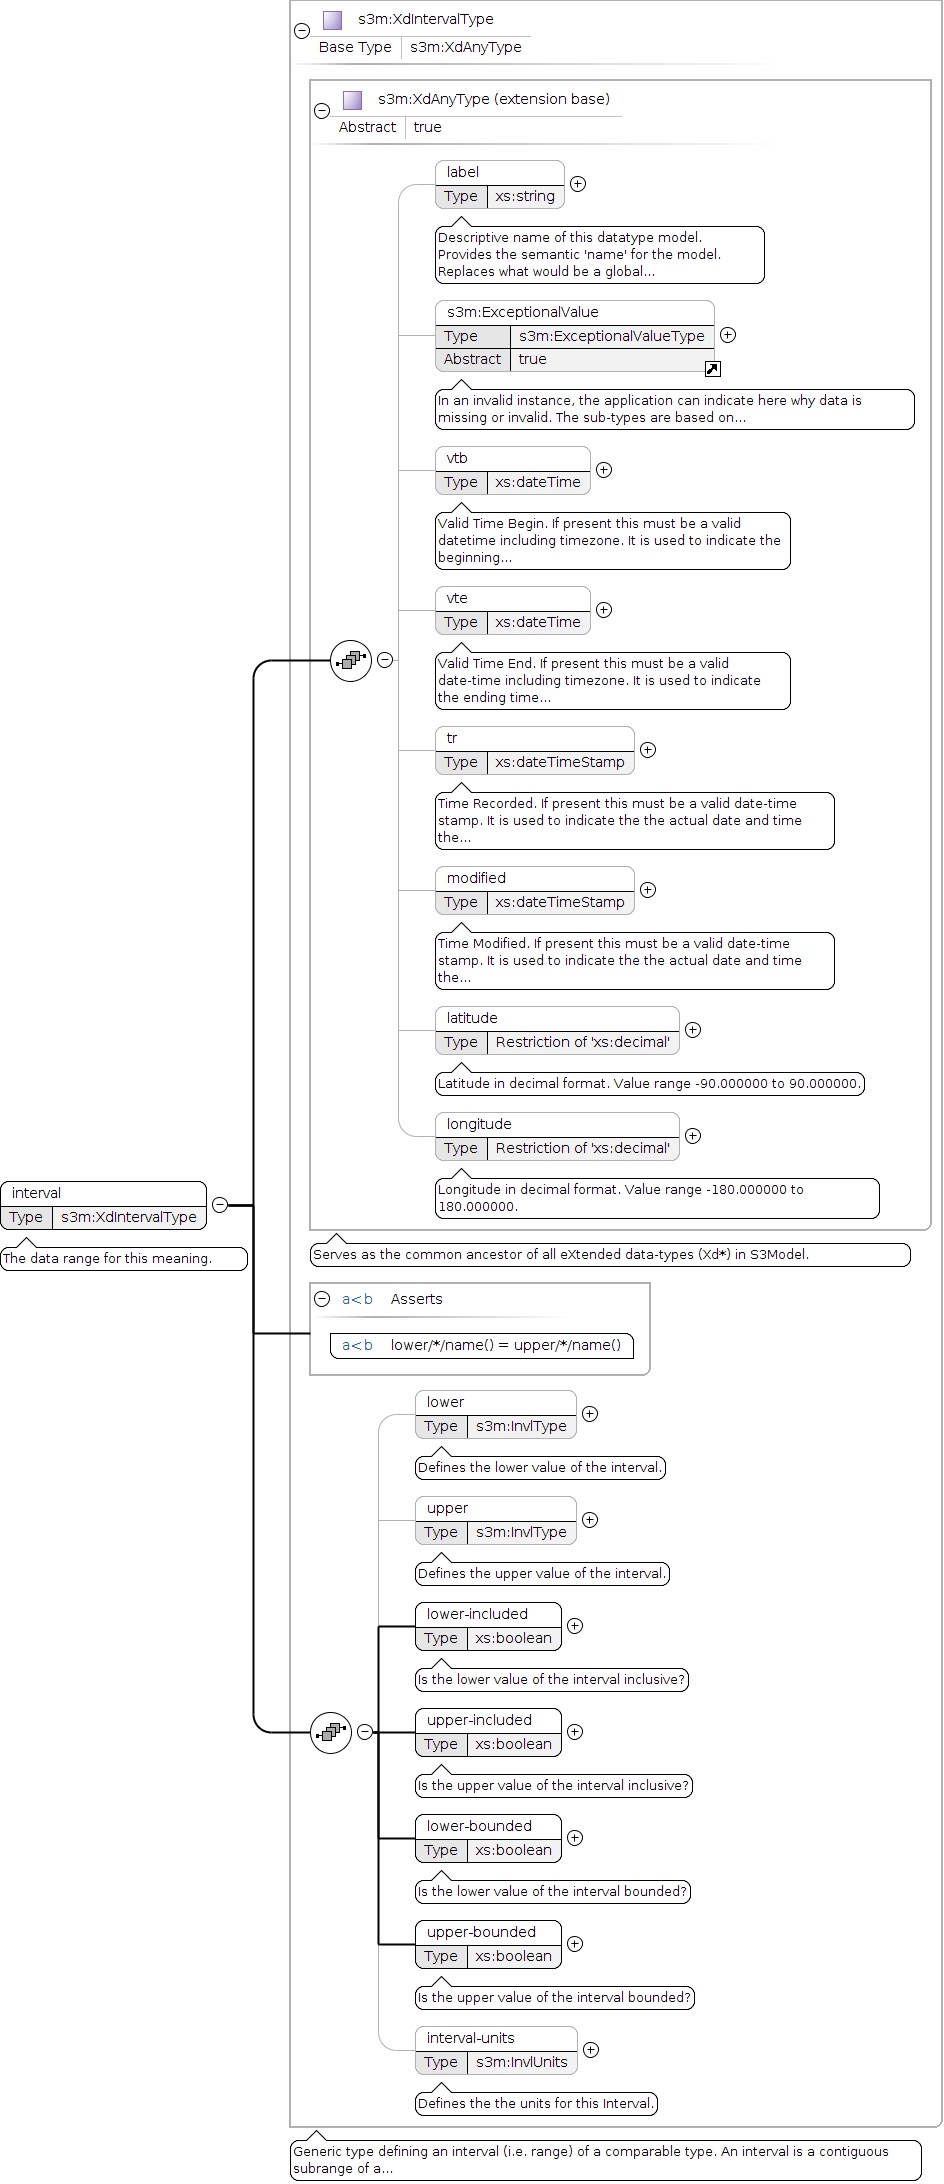 s3m:XdIntervalType
Base Type s3m:XdAnyType
s3m:XdAnyType (extension base)
Abstract true
label
Type xs:string
Descriptive name of this datatype model.
Provides the semantic 'name' for the model.
Replaces what would be a global...
s3m:ExceptionalValue
Type s3m:ExceptionalValueType
Abstract true
In an invalid instance, the application can indicate here why data is
missing or invalid. The sub-types are based on...
vtb
Type xs:dateTime
Valid Time Begin. If present this must be a valid
datetime including timezone. It is used to indicate the
beginning...
vte
Type xs:dateTime
Valid Time End. If present this must be a valid
date-time including timezone. It is used to indicate
the ending time...
tr
Type xs:dateTimeStamp
Time Recorded. If present this must be a valid date-time
stamp. It is used to indicate the the actual date and time
the...
modified
Type xs:dateTimeStamp
Time Modified. If present this must be a valid date-time
stamp. It is used to indicate the the actual date and time
the...
latitude
Type Restriction of 'xs:decimal'
Latitude in decimal format. Value range -90.000000 to 90.000000.
longitude
Type Restriction of 'xs:decimal'
Longitude in decimal format. Value range -180.000000 to
180.000000.
interval
Type s3m:XdIntervalType
The data range for this meaning.
Serves as the common ancestor of all eXtended data-types (Xd*) in S3Model.
a<b Asserts
a<b lower/*/name() = upper/*/name()
lower
Type s3m:InvlType
Defines the lower value of the interval.
upper
Type s3m:InvlType
Defines the upper value of the interval.
lower-included
Type xs:boolean
Is the lower value of the interval inclusive?
upper-included
Type xs:boolean
Is the upper value of the interval inclusive?
lower-bounded
Type xs:boolean
Is the lower value of the interval bounded?
upper-bounded
Type xs:boolean
Is the upper value of the interval bounded?
interval-units
Type s3m:InvlUnits
Defines the the units for this Interval.
Generic type defining an interval (i.e. range) of a comparable type. An interval is a contiguous
subrange of a...